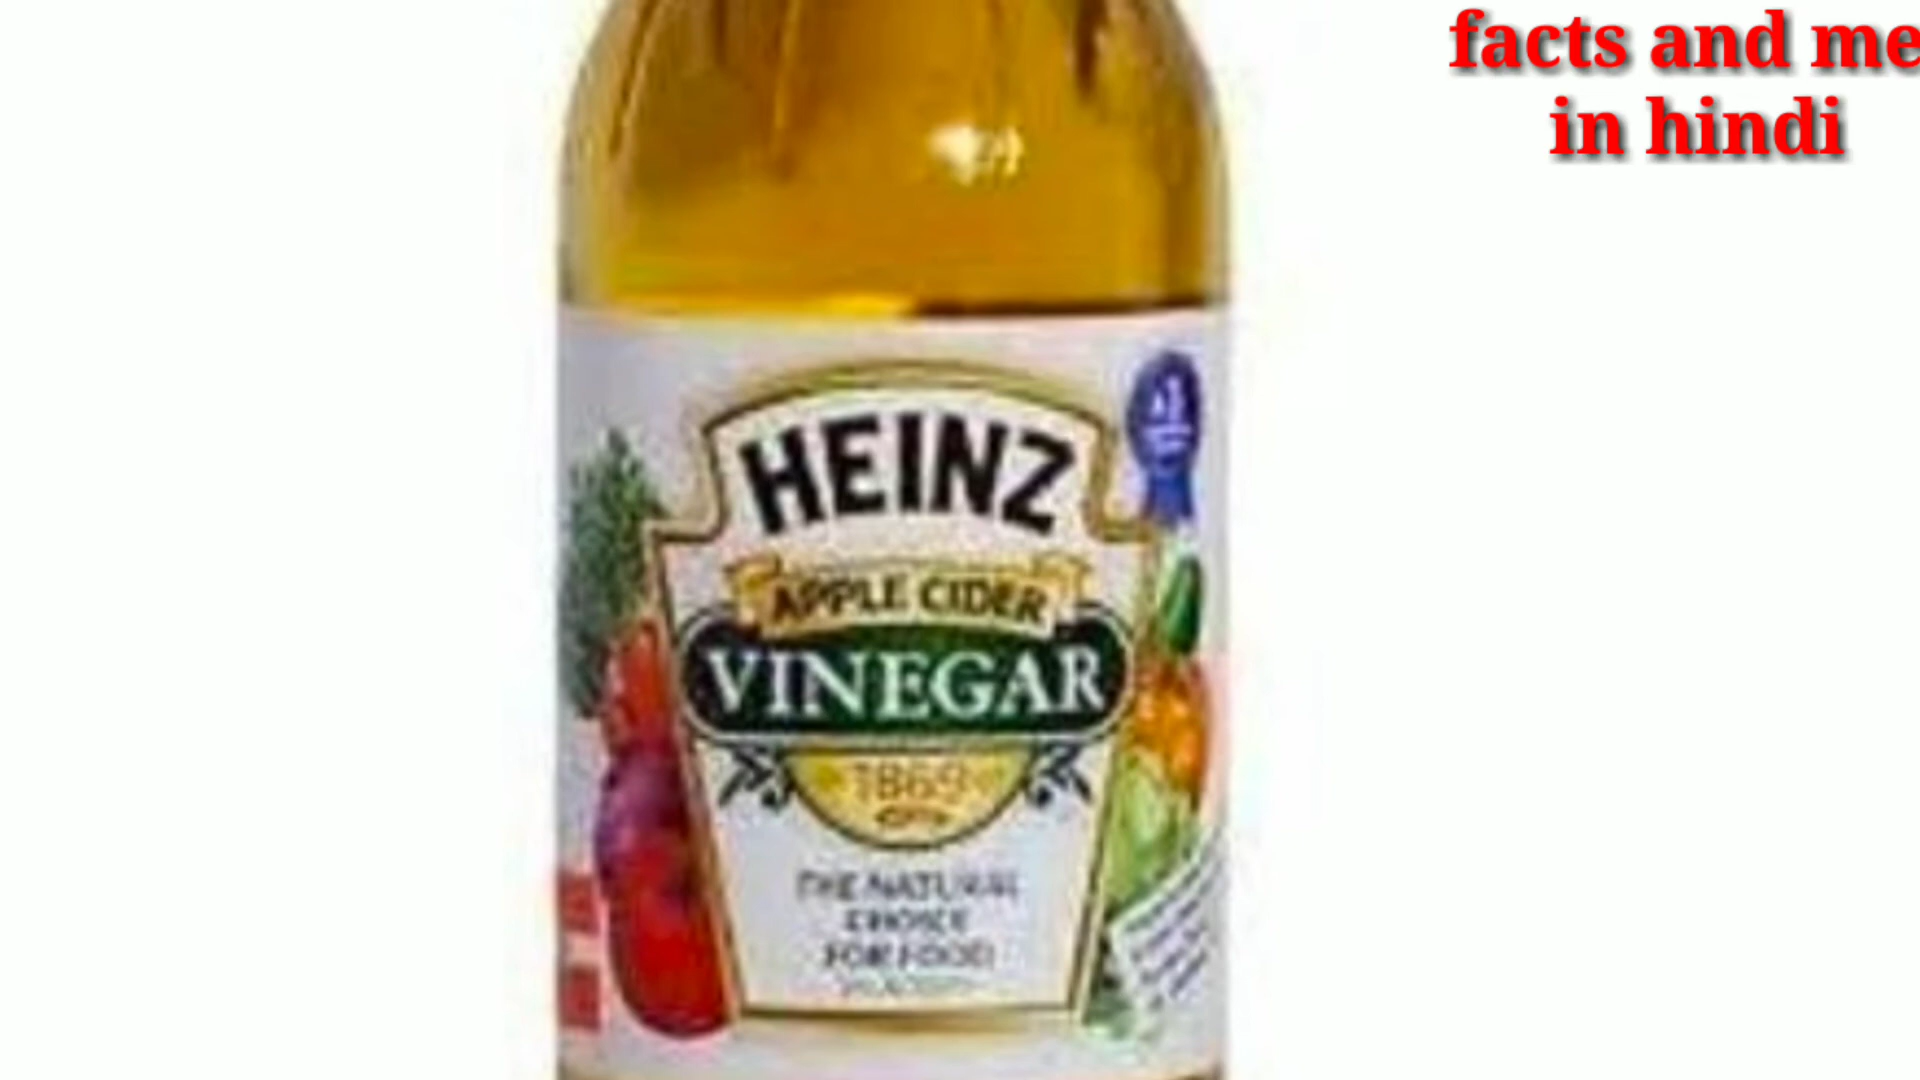 facts and me
in hindi
HEINZ
APPLE CIDER
VINEGAR
1869
THE NATURAL
CHOICE
FOR FOOD